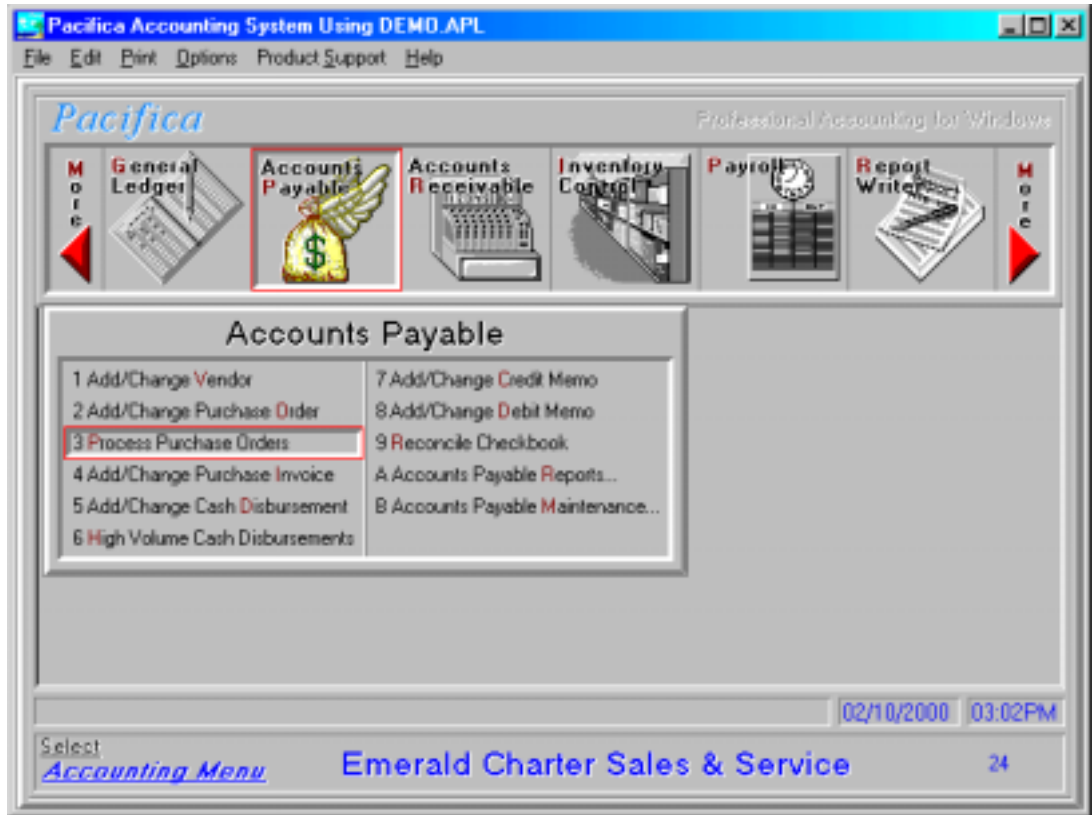 Pacifica Accounting System Using DEMO.APL
File Edit Print Options Product Support Help
Pacifica
Professional Accounting for Windows
More
General Ledger
Accounts Payable
Accounts Receivable
Inventory Control
Payroll
Report Writer
More
Accounts Payable
1 Add/Change Vendor
2 Add/Change Purchase Order
3 Process Purchase Orders
4 Add/Change Purchase Invoice
5 Add/Change Cash Disbursement
6 High Volume Cash Disbursements
7 Add/Change Credit Memo
8 Add/Change Debit Memo
9 Reconcile Checkbook
A Accounts Payable Reports...
B Accounts Payable Maintenance...
02/10/2000 03:02PM
Select
Accounting Menu
Emerald Charter Sales & Service
24